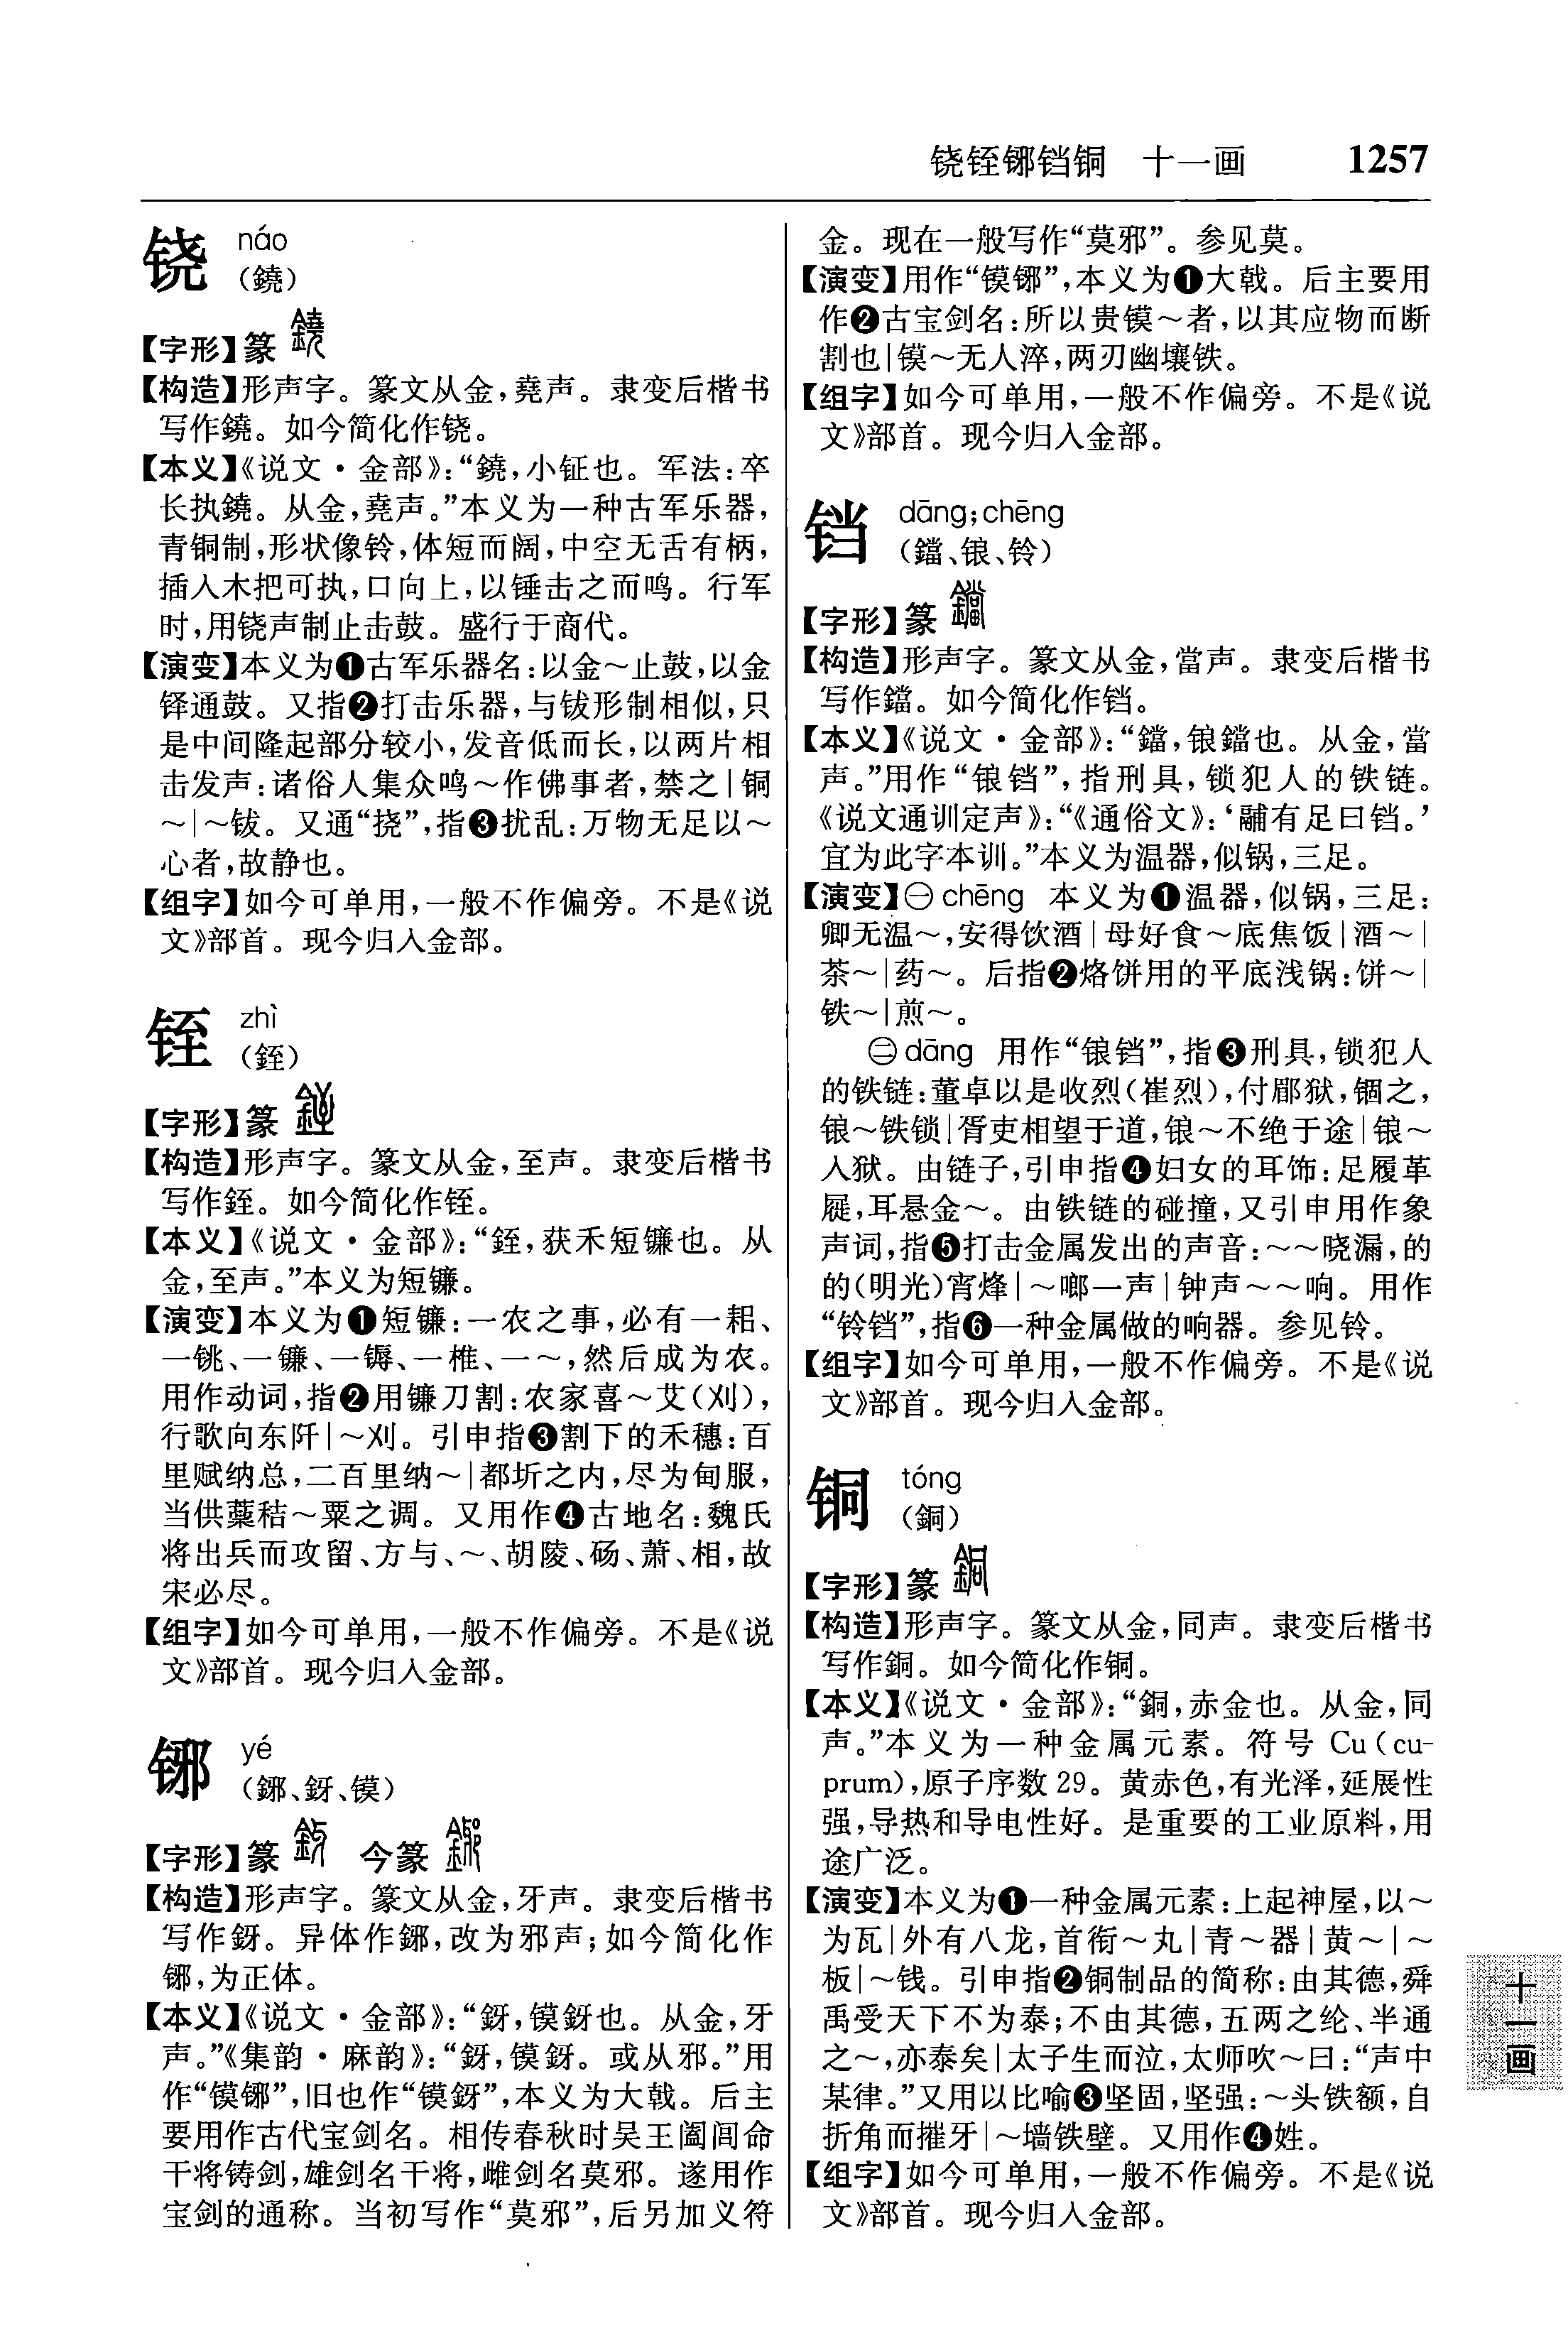 铙铚铘铛铜　十一画　1257
铙　náo
（鐃）
【字形】篆
【构造】形声字。篆文从金，堯声。隶变后楷书
写作鐃。如今简化作铙。
【本义】《说文·金部》：“鐃，小钲也。军法：卒
长执鐃。从金，堯声。”本义为一种古军乐器，
青铜制，形状像铃，体短而阔，中空无舌有柄，
插入木把可执，口向上，以锤击之而鸣。行军
时，用铙声制止击鼓。盛行于商代。
【演变】本义为❶古军乐器名：以金～止鼓，以金
铎通鼓。又指❷打击乐器，与钹形制相似，只
是中间隆起部分较小，发音低而长，以两片相
击发声：诸俗人集众鸣～作佛事者，禁之|铜
～|～钹。又通“挠”，指❸扰乱：万物无足以～
心者，故静也。
【组字】如今可单用，一般不作偏旁。不是《说
文》部首。现今归入金部。
铚　zhì
（銍）
【字形】篆
【构造】形声字。篆文从金，至声。隶变后楷书
写作銍。如今简化作铚。
【本义】《说文·金部》：“銍，获禾短镰也。从
金，至声。”本义为短镰。
【演变】本义为❶短镰：一农之事，必有一耜、
一铫、一镰、一鎒、一椎、一～，然后成为农。
用作动词，指❷用镰刀割：农家喜～艾（刈），
行歌向东阡|～刈。引申指❸割下的禾穗：百
里赋纳总，二百里纳～|都圻之内，尽为甸服，
当供藁秸～粟之调。又用作❹古地名：魏氏
将出兵而攻留、方与、～、胡陵、砀、萧、相，故
宋必尽。
【组字】如今可单用，一般不作偏旁。不是《说
文》部首。现今归入金部。
铘　yé
（鋣、釾、镆）
【字形】篆　今篆
【构造】形声字。篆文从金，牙声。隶变后楷书
写作釾。异体作鋣，改为邪声；如今简化作
铘，为正体。
【本义】《说文·金部》：“釾，镆釾也。从金，牙
声。”《集韵·麻韵》：“釾，镆釾。或从邪。”用
作“镆铘”，旧也作“镆釾”，本义为大戟。后主
要用作古代宝剑名。相传春秋时吴王阖闾命
干将铸剑，雄剑名干将，雌剑名莫邪。遂用作
宝剑的通称。当初写作“莫邪”，后另加义符
金。现在一般写作“莫邪”。参见莫。
【演变】用作“镆铘”，本义为❶大戟。后主要用
作❷古宝剑名：所以贵镆～者，以其应物而断
割也|镆～无人淬，两刃幽壤铁。
【组字】如今可单用，一般不作偏旁。不是《说
文》部首。现今归入金部。
铛　dāng；chēng
（鐺、锒、铃）
【字形】篆
【构造】形声字。篆文从金，當声。隶变后楷书
写作鐺。如今简化作铛。
【本义】《说文·金部》：“鐺，锒鐺也。从金，當
声。”用作“锒铛”，指刑具，锁犯人的铁链。
《说文通训定声》：“《通俗文》：‘鬴有足曰铛。’
宜为此字本训。”本义为温器，似锅，三足。
【演变】㊀chēng　本义为❶温器，似锅，三足：
卿无温～，安得饮酒|母好食～底焦饭|酒～|
茶～|药～。后指❷烙饼用的平底浅锅：饼～|
铁～|煎～。
㊁dāng　用作“锒铛”，指❸刑具，锁犯人
的铁链：董卓以是收烈（崔烈），付郿狱，锢之，
锒～铁锁|胥吏相望于道，锒～不绝于途|锒～
入狱。由链子，引申指❹妇女的耳饰：足履革
屣，耳悬金～。由铁链的碰撞，又引申用作象
声词，指❺打击金属发出的声音：～～晓漏，的
的（明光）宵烽|～啷一声|钟声～～响。用作
“铃铛”，指❻一种金属做的响器。参见铃。
【组字】如今可单用，一般不作偏旁。不是《说
文》部首。现今归入金部。
铜　tóng
（銅）
【字形】篆
【构造】形声字。篆文从金，同声。隶变后楷书
写作銅。如今简化作铜。
【本义】《说文·金部》：“銅，赤金也。从金，同
声。”本义为一种金属元素。符号 Cu（cu-
prum），原子序数 29。黄赤色，有光泽，延展性
强，导热和导电性好。是重要的工业原料，用
途广泛。
【演变】本义为❶一种金属元素：上起神屋，以～
为瓦|外有八龙，首衔～丸|青～器|黄～|～
板|～钱。引申指❷铜制品的简称：由其德，舜
禹受天下不为泰；不由其德，五两之纶、半通
之～，亦泰矣|太子生而泣，太师吹～曰：“声中
某律。”又用以比喻❸坚固，坚强：～头铁额，自
折角而摧牙|～墙铁壁。又用作❹姓。
【组字】如今可单用，一般不作偏旁。不是《说
文》部首。现今归入金部。
十一画